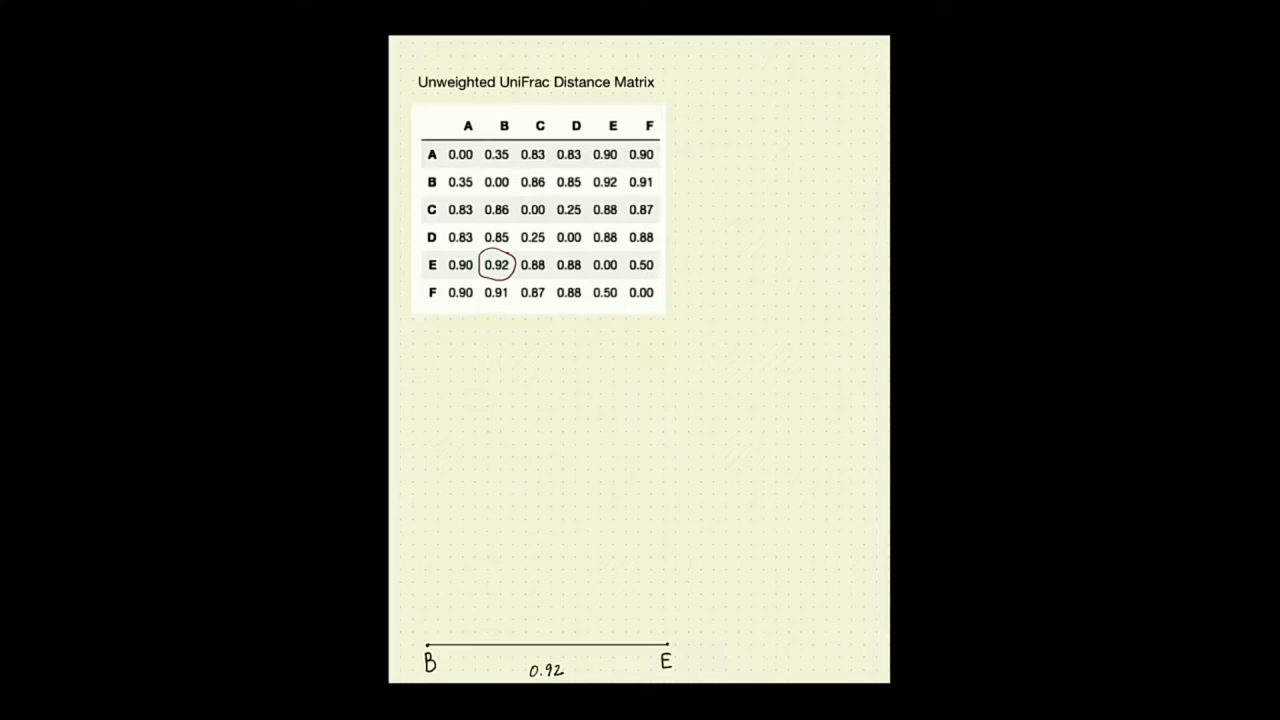 Unweighted UniFrac Distance Matrix
A B C D E F
A 0.00 0.35 0.83 0.83 0.90 0.90
B 0.35 0.00 0.86 0.85 0.92 0.91
C 0.83 0.86 0.00 0.25 0.88 0.87
D 0.83 0.85 0.25 0.00 0.88 0.88
E 0.90 0.92 0.88 0.88 0.00 0.50
F 0.90 0.91 0.87 0.88 0.50 0.00
B E
0.92